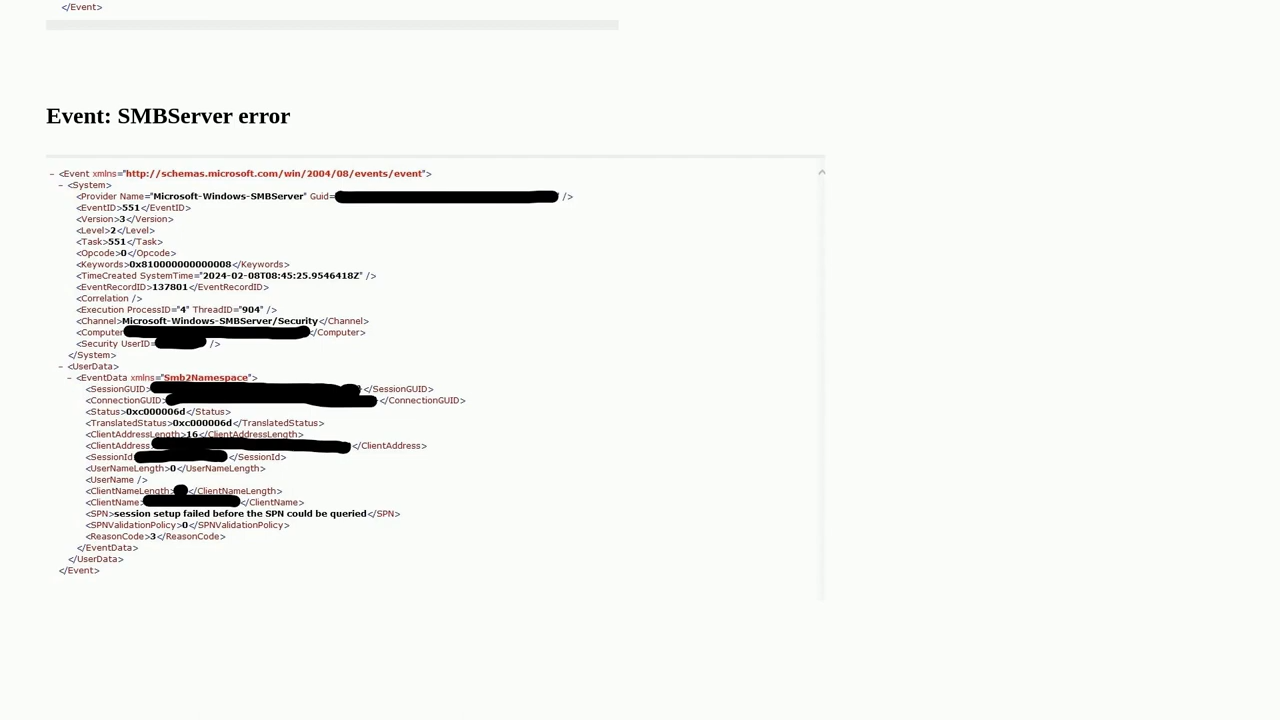 </Event>
Event: SMBServer error
- <Event xmlns="http://schemas.microsoft.com/win/2004/08/events/event">
- <System>
<Provider Name="Microsoft-Windows-SMBServer" Guid= />
<EventID>551</EventID>
<Version>3</Version>
<Level>2</Level>
<Task>551</Task>
<Opcode>0</Opcode>
<Keywords>0x810000000000008</Keywords>
<TimeCreated SystemTime="2024-02-08T08:45:25.9546418Z" />
<EventRecordID>137801</EventRecordID>
<Correlation />
<Execution ProcessID="4" ThreadID="904" />
<Channel>Microsoft-Windows-SMBServer/Security</Channel>
<Computer </Computer>
<Security UserID= />
</System>
- <UserData>
- <EventData xmlns="Smb2Namespace">
<SessionGUID> </SessionGUID>
<ConnectionGUID> </ConnectionGUID>
<Status>0xc000006d</Status>
<TranslatedStatus>0xc000006d</TranslatedStatus>
<ClientAddressLength>16</ClientAddressLength>
<ClientAddress </ClientAddress>
<SessionId </SessionId>
<UserNameLength>0</UserNameLength>
<UserName />
<ClientNameLength> </ClientNameLength>
<ClientName </ClientName>
<SPN>session setup failed before the SPN could be queried</SPN>
<SPNValidationPolicy>0</SPNValidationPolicy>
<ReasonCode>3</ReasonCode>
</EventData>
</UserData>
</Event>